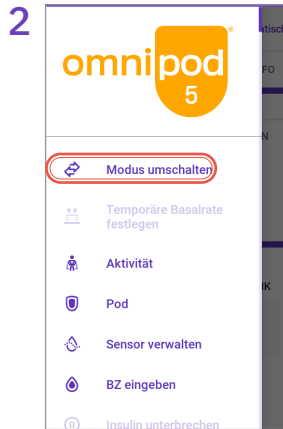 2
omnipod
5
Modus umschalten
Temporäre Basalrate
festlegen
Aktivität
Pod
Sensor verwalten
BZ eingeben
Insulin unterbrechen